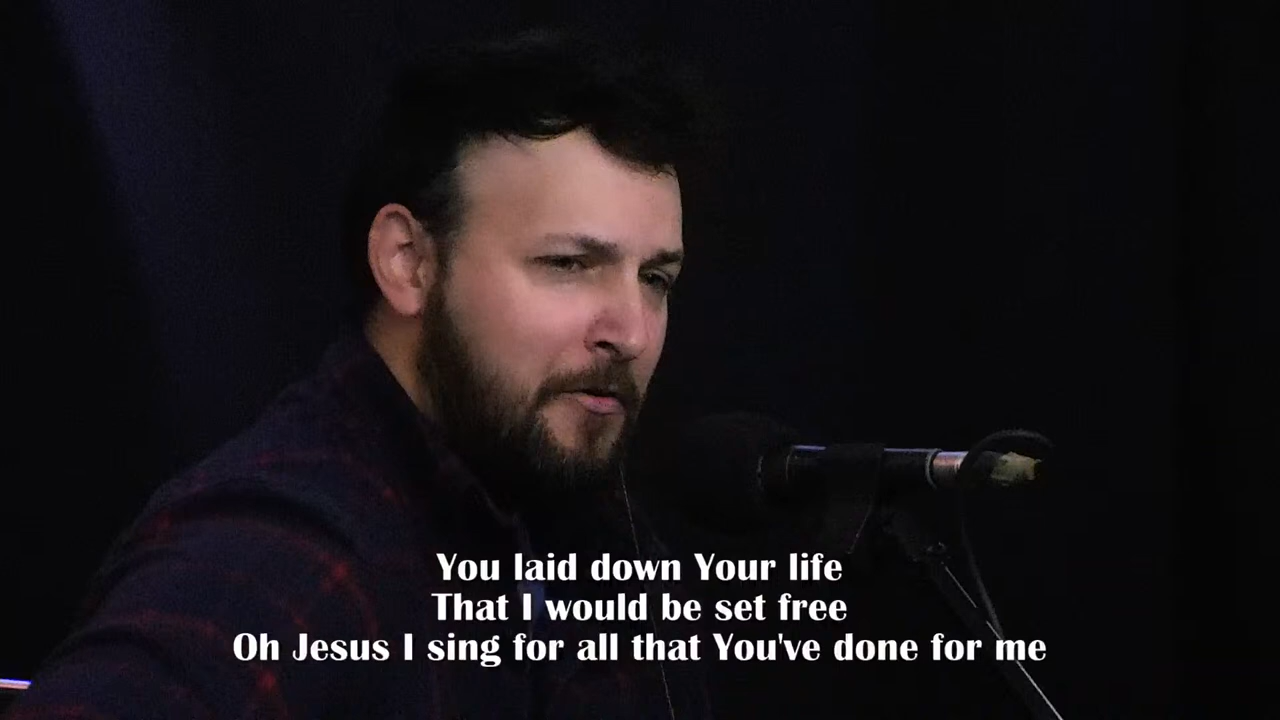 You laid down Your life
That I would be set free
Oh Jesus I sing for all that You've done for me